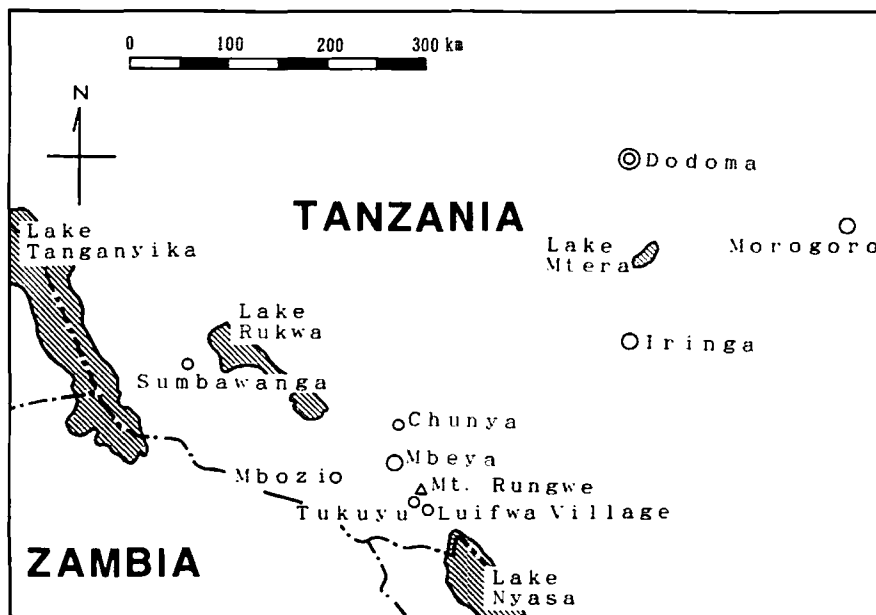 0 100 200 300 km
N
Dodoma
TANZANIA
Lake
Tanganyika
Lake
Mtera
Morogoro
Lake
Rukwa
Iringa
Sumbawanga
Chunya
Mbeya
Mbozio
Mt. Rungwe
Tukuyu
Luifwa Village
ZAMBIA
Lake
Nyasa